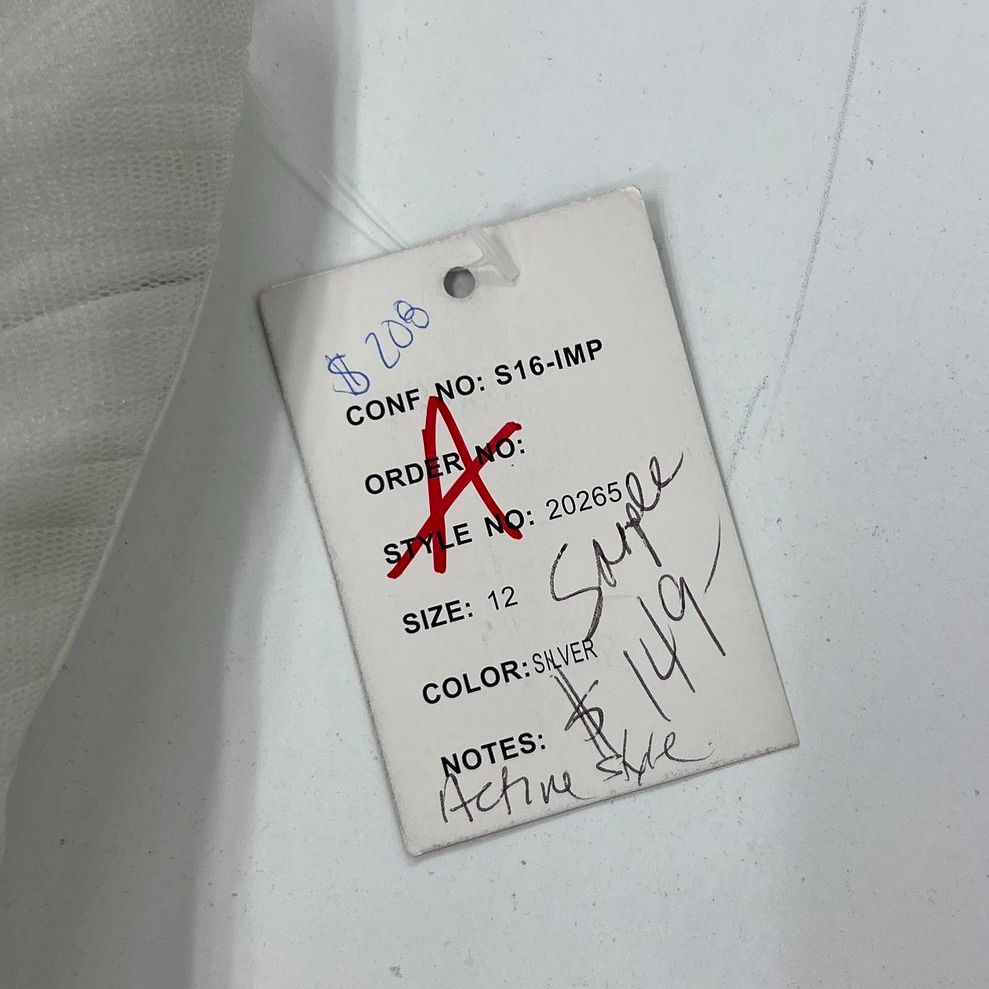 $ 208
CONF NO: S16-IMP
A
ORDER NO:
STYLE NO: 20265
Sample
SIZE: 12
$ 149-
COLOR: SILVER
NOTES:
Active Style